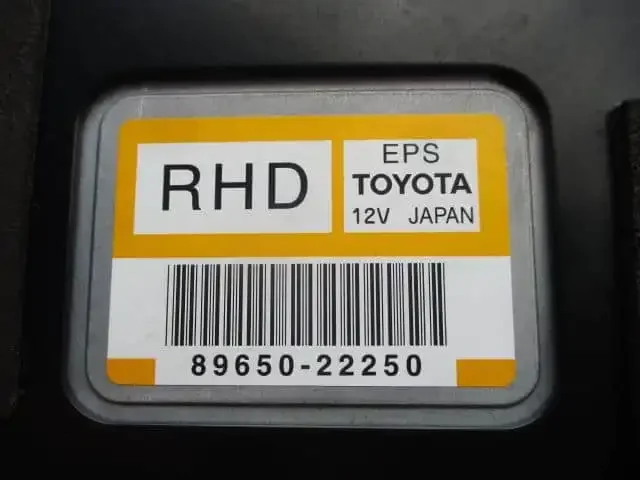 RHD
EPS
TOYOTA
12V JAPAN
89650-22250